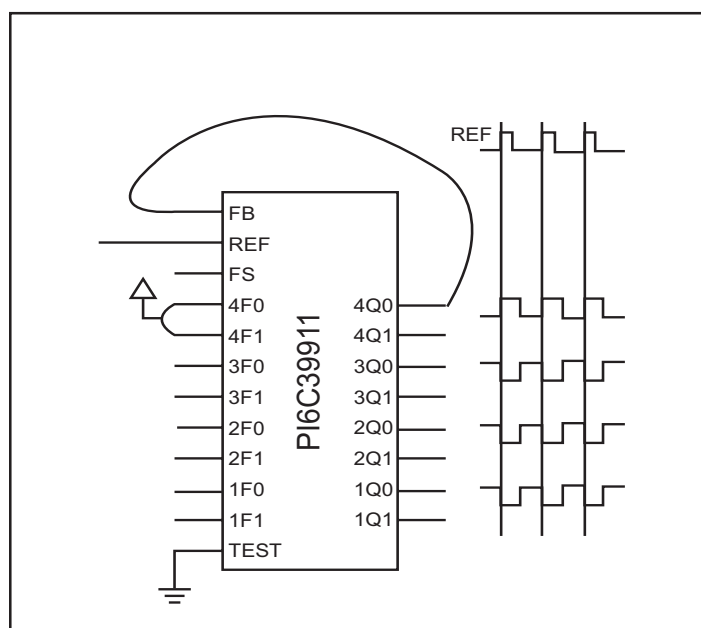 REF
FB
REF
FS
4F0 4Q0
4F1 4Q1
3F0 3Q0
3F1 3Q1
2F0 2Q0
2F1 2Q1
1F0 1Q0
1F1 1Q1
TEST
PI6C39911